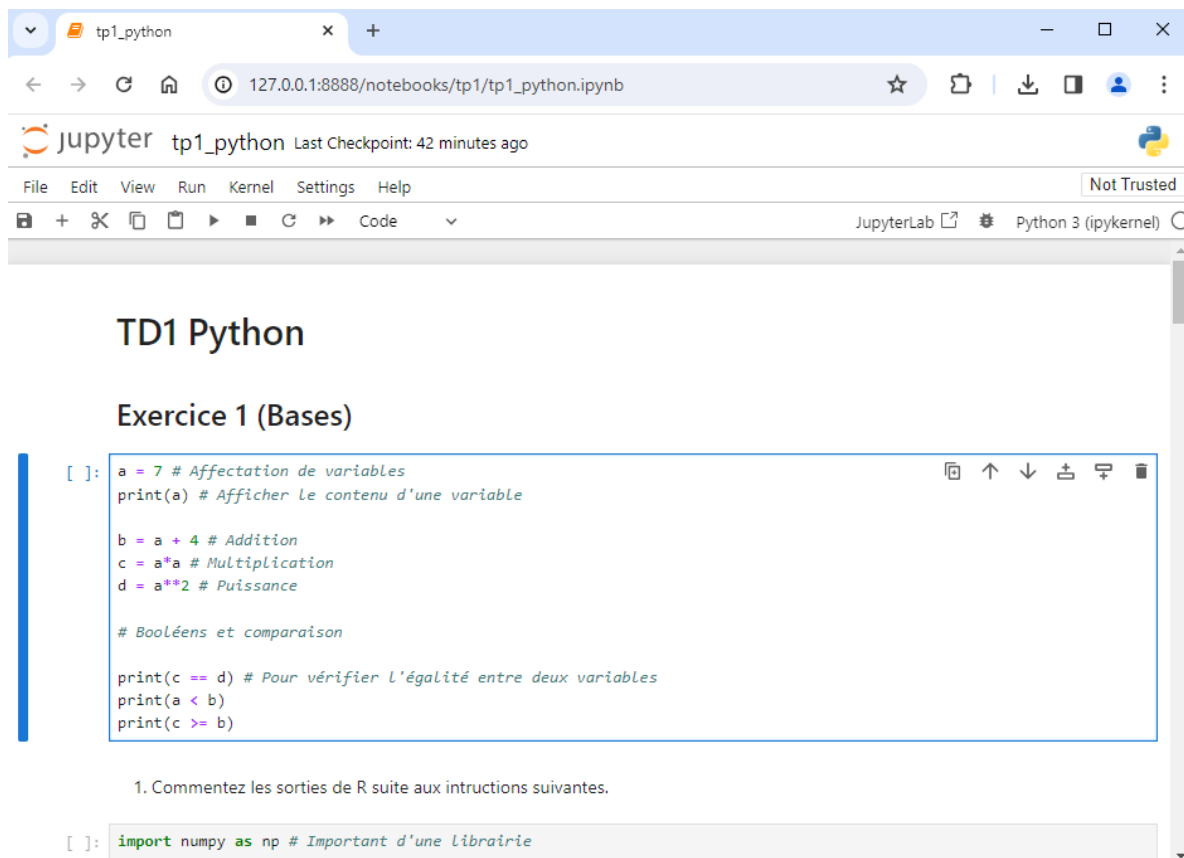 tp1_python
127.0.0.1:8888/notebooks/tp1/tp1_python.ipynb
jupyter tp1_python Last Checkpoint: 42 minutes ago
File Edit View Run Kernel Settings Help Not Trusted
Code JupyterLab Python 3 (ipykernel)
TD1 Python
Exercice 1 (Bases)
[ ]: a = 7 # Affectation de variables
print(a) # Afficher le contenu d'une variable
b = a + 4 # Addition
c = a*a # Multiplication
d = a**2 # Puissance
# Booléens et comparaison
print(c == d) # Pour vérifier l'égalité entre deux variables
print(a < b)
print(c >= b)
1. Commentez les sorties de R suite aux intructions suivantes.
[ ]: import numpy as np # Important d'une librairie